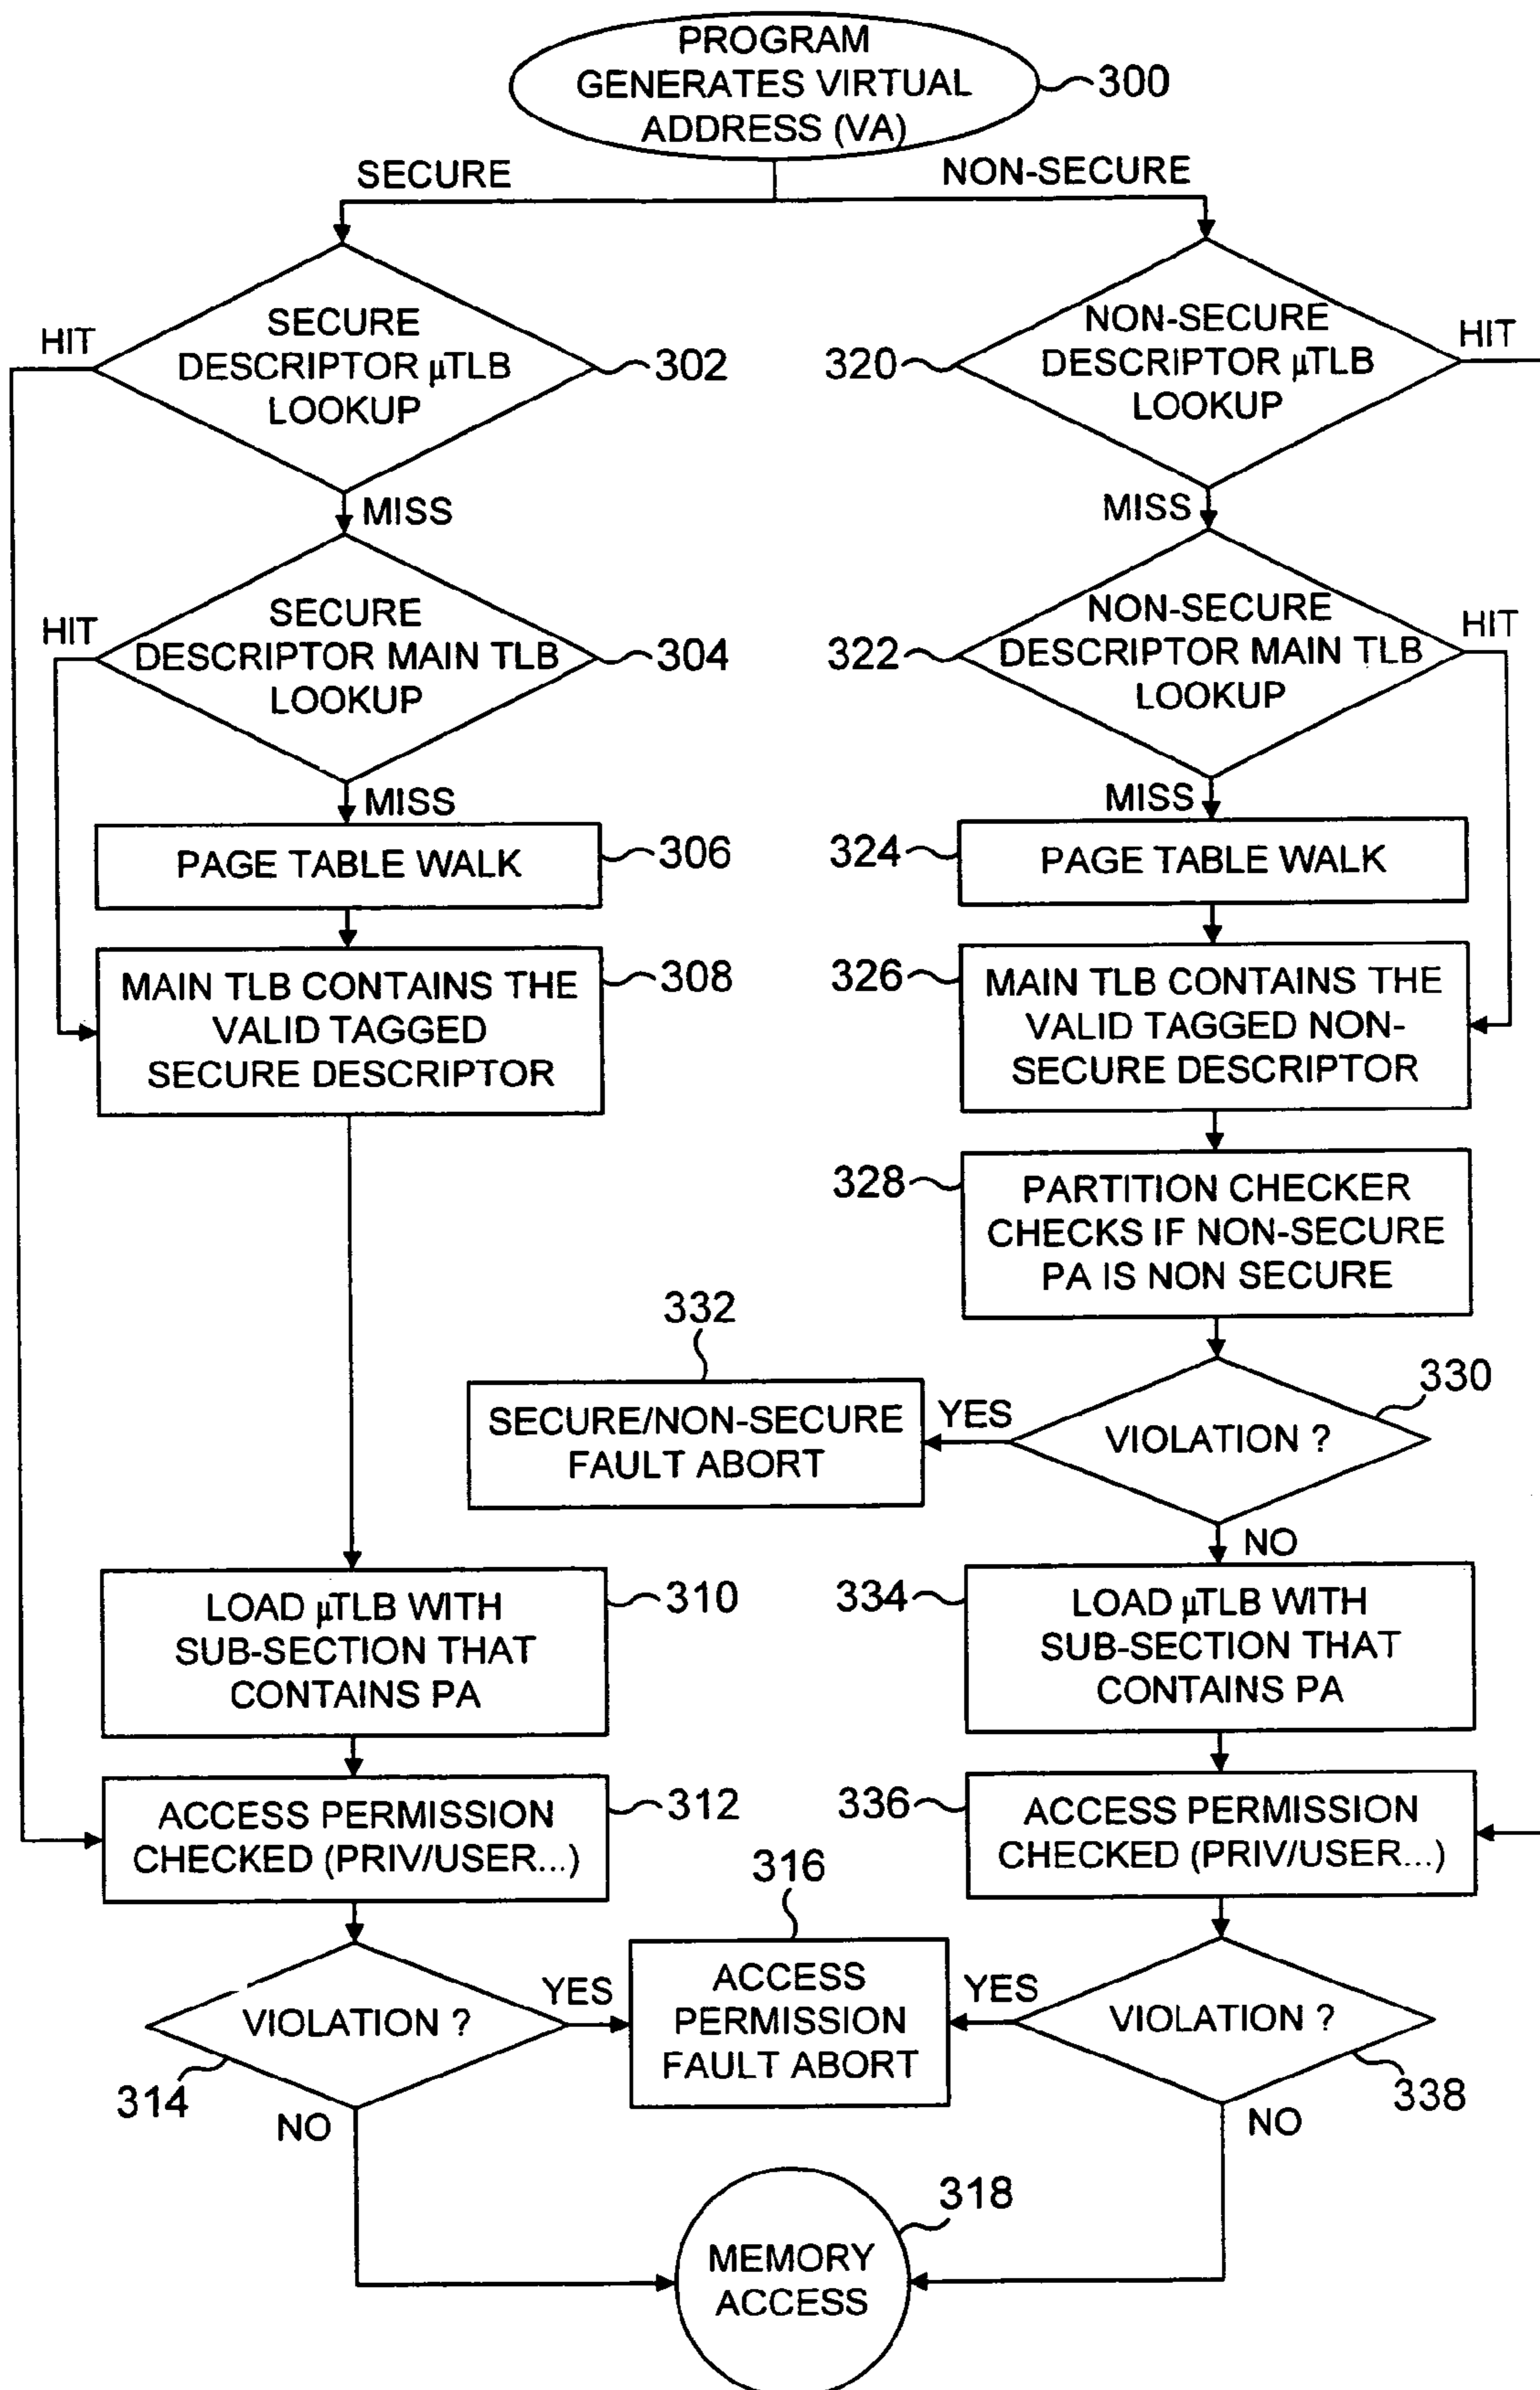 PROGRAM
GENERATES VIRTUAL
ADDRESS (VA)
300
SECURE
NON-SECURE
HIT
SECURE
DESCRIPTOR µTLB
LOOKUP
302
320
NON-SECURE
DESCRIPTOR µTLB
LOOKUP
HIT
MISS
MISS
HIT
SECURE
DESCRIPTOR MAIN TLB
LOOKUP
304
322
NON-SECURE
DESCRIPTOR MAIN TLB
LOOKUP
HIT
MISS
MISS
PAGE TABLE WALK
306
324
PAGE TABLE WALK
MAIN TLB CONTAINS THE
VALID TAGGED
SECURE DESCRIPTOR
308
326
MAIN TLB CONTAINS THE
VALID TAGGED NON-
SECURE DESCRIPTOR
328
PARTITION CHECKER
CHECKS IF NON-SECURE
PA IS NON SECURE
332
330
SECURE/NON-SECURE
FAULT ABORT
YES
VIOLATION ?
NO
LOAD µTLB WITH
SUB-SECTION THAT
CONTAINS PA
310
334
LOAD µTLB WITH
SUB-SECTION THAT
CONTAINS PA
ACCESS PERMISSION
CHECKED (PRIV/USER...)
312
336
ACCESS PERMISSION
CHECKED (PRIV/USER...)
316
VIOLATION ?
YES
ACCESS
PERMISSION
FAULT ABORT
YES
VIOLATION ?
314
338
NO
NO
318
MEMORY
ACCESS